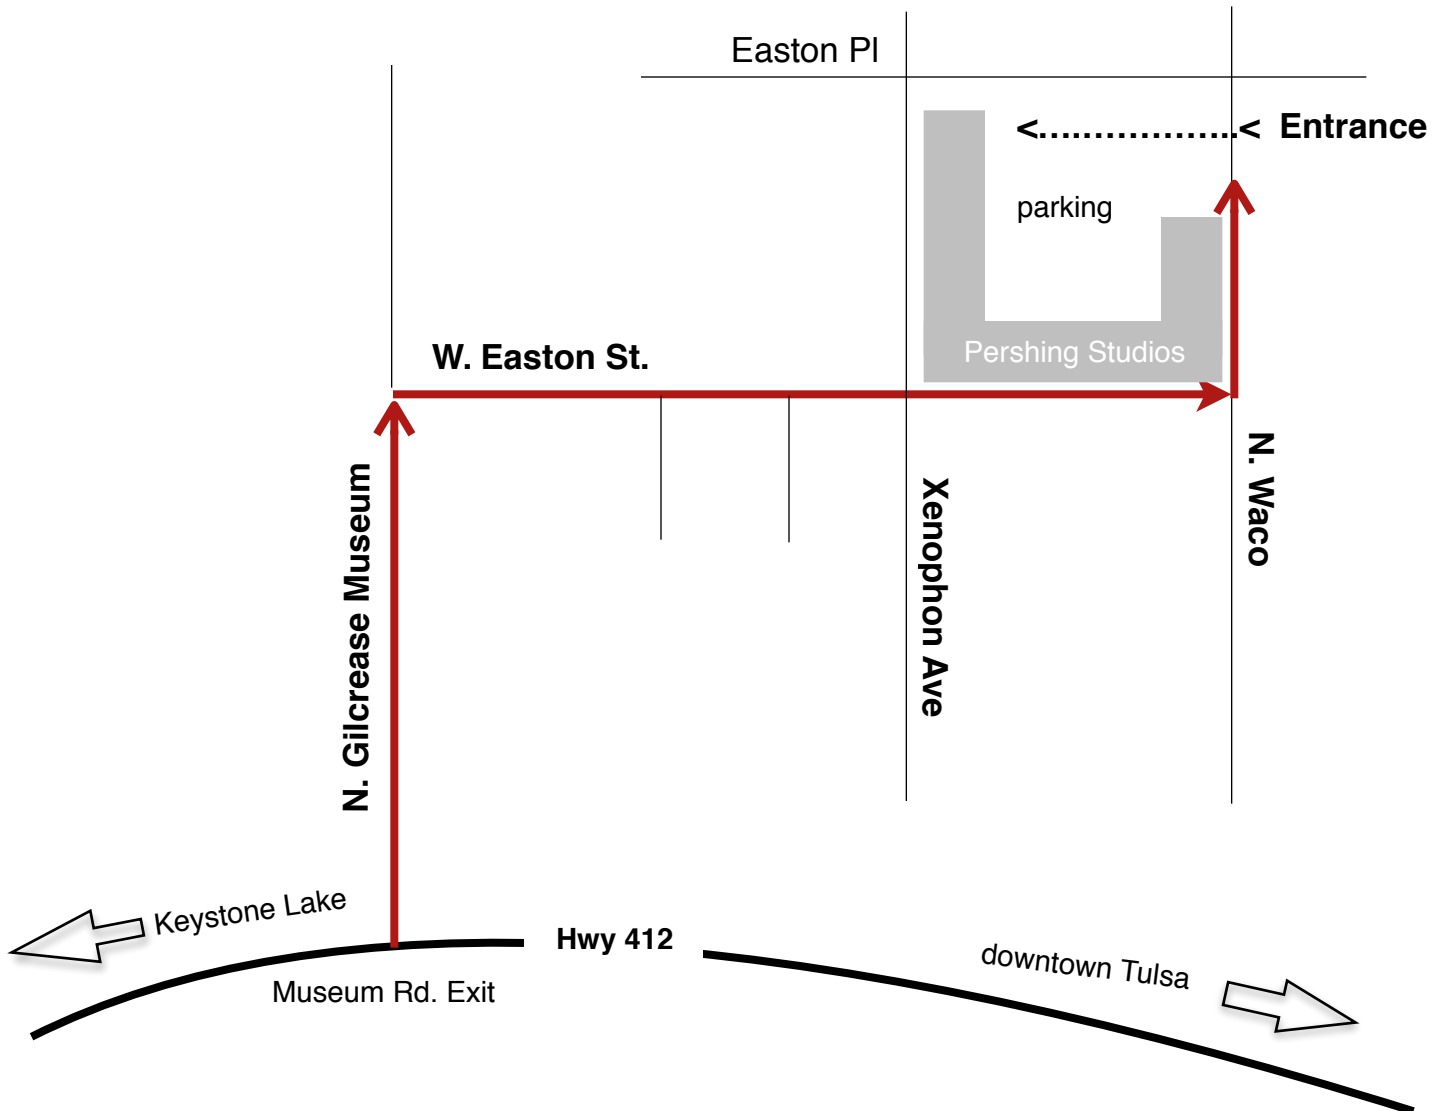 Easton Pl
<....................< Entrance
parking
W. Easton St.
Pershing Studios
N. Gilcrease Museum
Xenophon Ave
N. Waco
Keystone Lake
Hwy 412
downtown Tulsa
Museum Rd. Exit